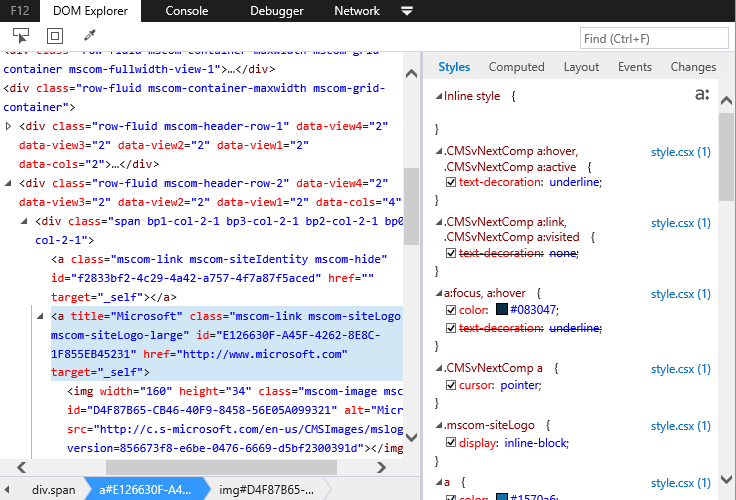 F12 DOM Explorer Console Debugger Network
Find (Ctrl+F)
container mscom-fullwidth-view-1">…</div>
<div class="row-fluid mscom-container-maxwidth mscom-grid-
container">
<div class="row-fluid mscom-header-row-1" data-view4="2"
data-view3="2" data-view2="2" data-view1="2"
data-cols="2">…</div>
<div class="row-fluid mscom-header-row-2" data-view4="2"
data-view3="2" data-view2="2" data-view1="2" data-cols="4"
<div class="span bp1-col-2-1 bp3-col-2-1 bp2-col-2-1 bp0
col-2-1">
<a class="mscom-link mscom-siteIdentity mscom-hide"
id="f2833bf2-4c29-4a42-a757-4f7a87f5aced" href=""
target="_self"></a>
<a title="Microsoft" class="mscom-link mscom-siteLogo
mscom-siteLogo-large" id="E126630F-A45F-4262-8E8C-
1F855EB45231" href="http://www.microsoft.com"
target="_self">
<img width="160" height="34" class="mscom-image msc
id="D4F87B65-CB46-40F9-8458-56E05A099321" alt="Mic
src="http://c.s-microsoft.com/en-us/CMSImages/mslog
version=856673f8-e6be-0476-6669-d5bf2300391d"></img
div.span a#E126630F-A4... img#D4F87B65-...
Styles Computed Layout Events Changes
Inline style {
a:
}
.CMSvNextComp a:hover, style.csx (1)
.CMSvNextComp a:active {
text-decoration: underline;
}
.CMSvNextComp a:link, style.csx (1)
.CMSvNextComp a:visited {
text-decoration: none;
}
a:focus, a:hover { style.csx (1)
color: #083047;
text-decoration: underline;
}
.CMSvNextComp a { style.csx (1)
cursor: pointer;
}
.mscom-siteLogo { style.csx (1)
display: inline-block;
}
a { style.csx (1)
color: #1570a6;